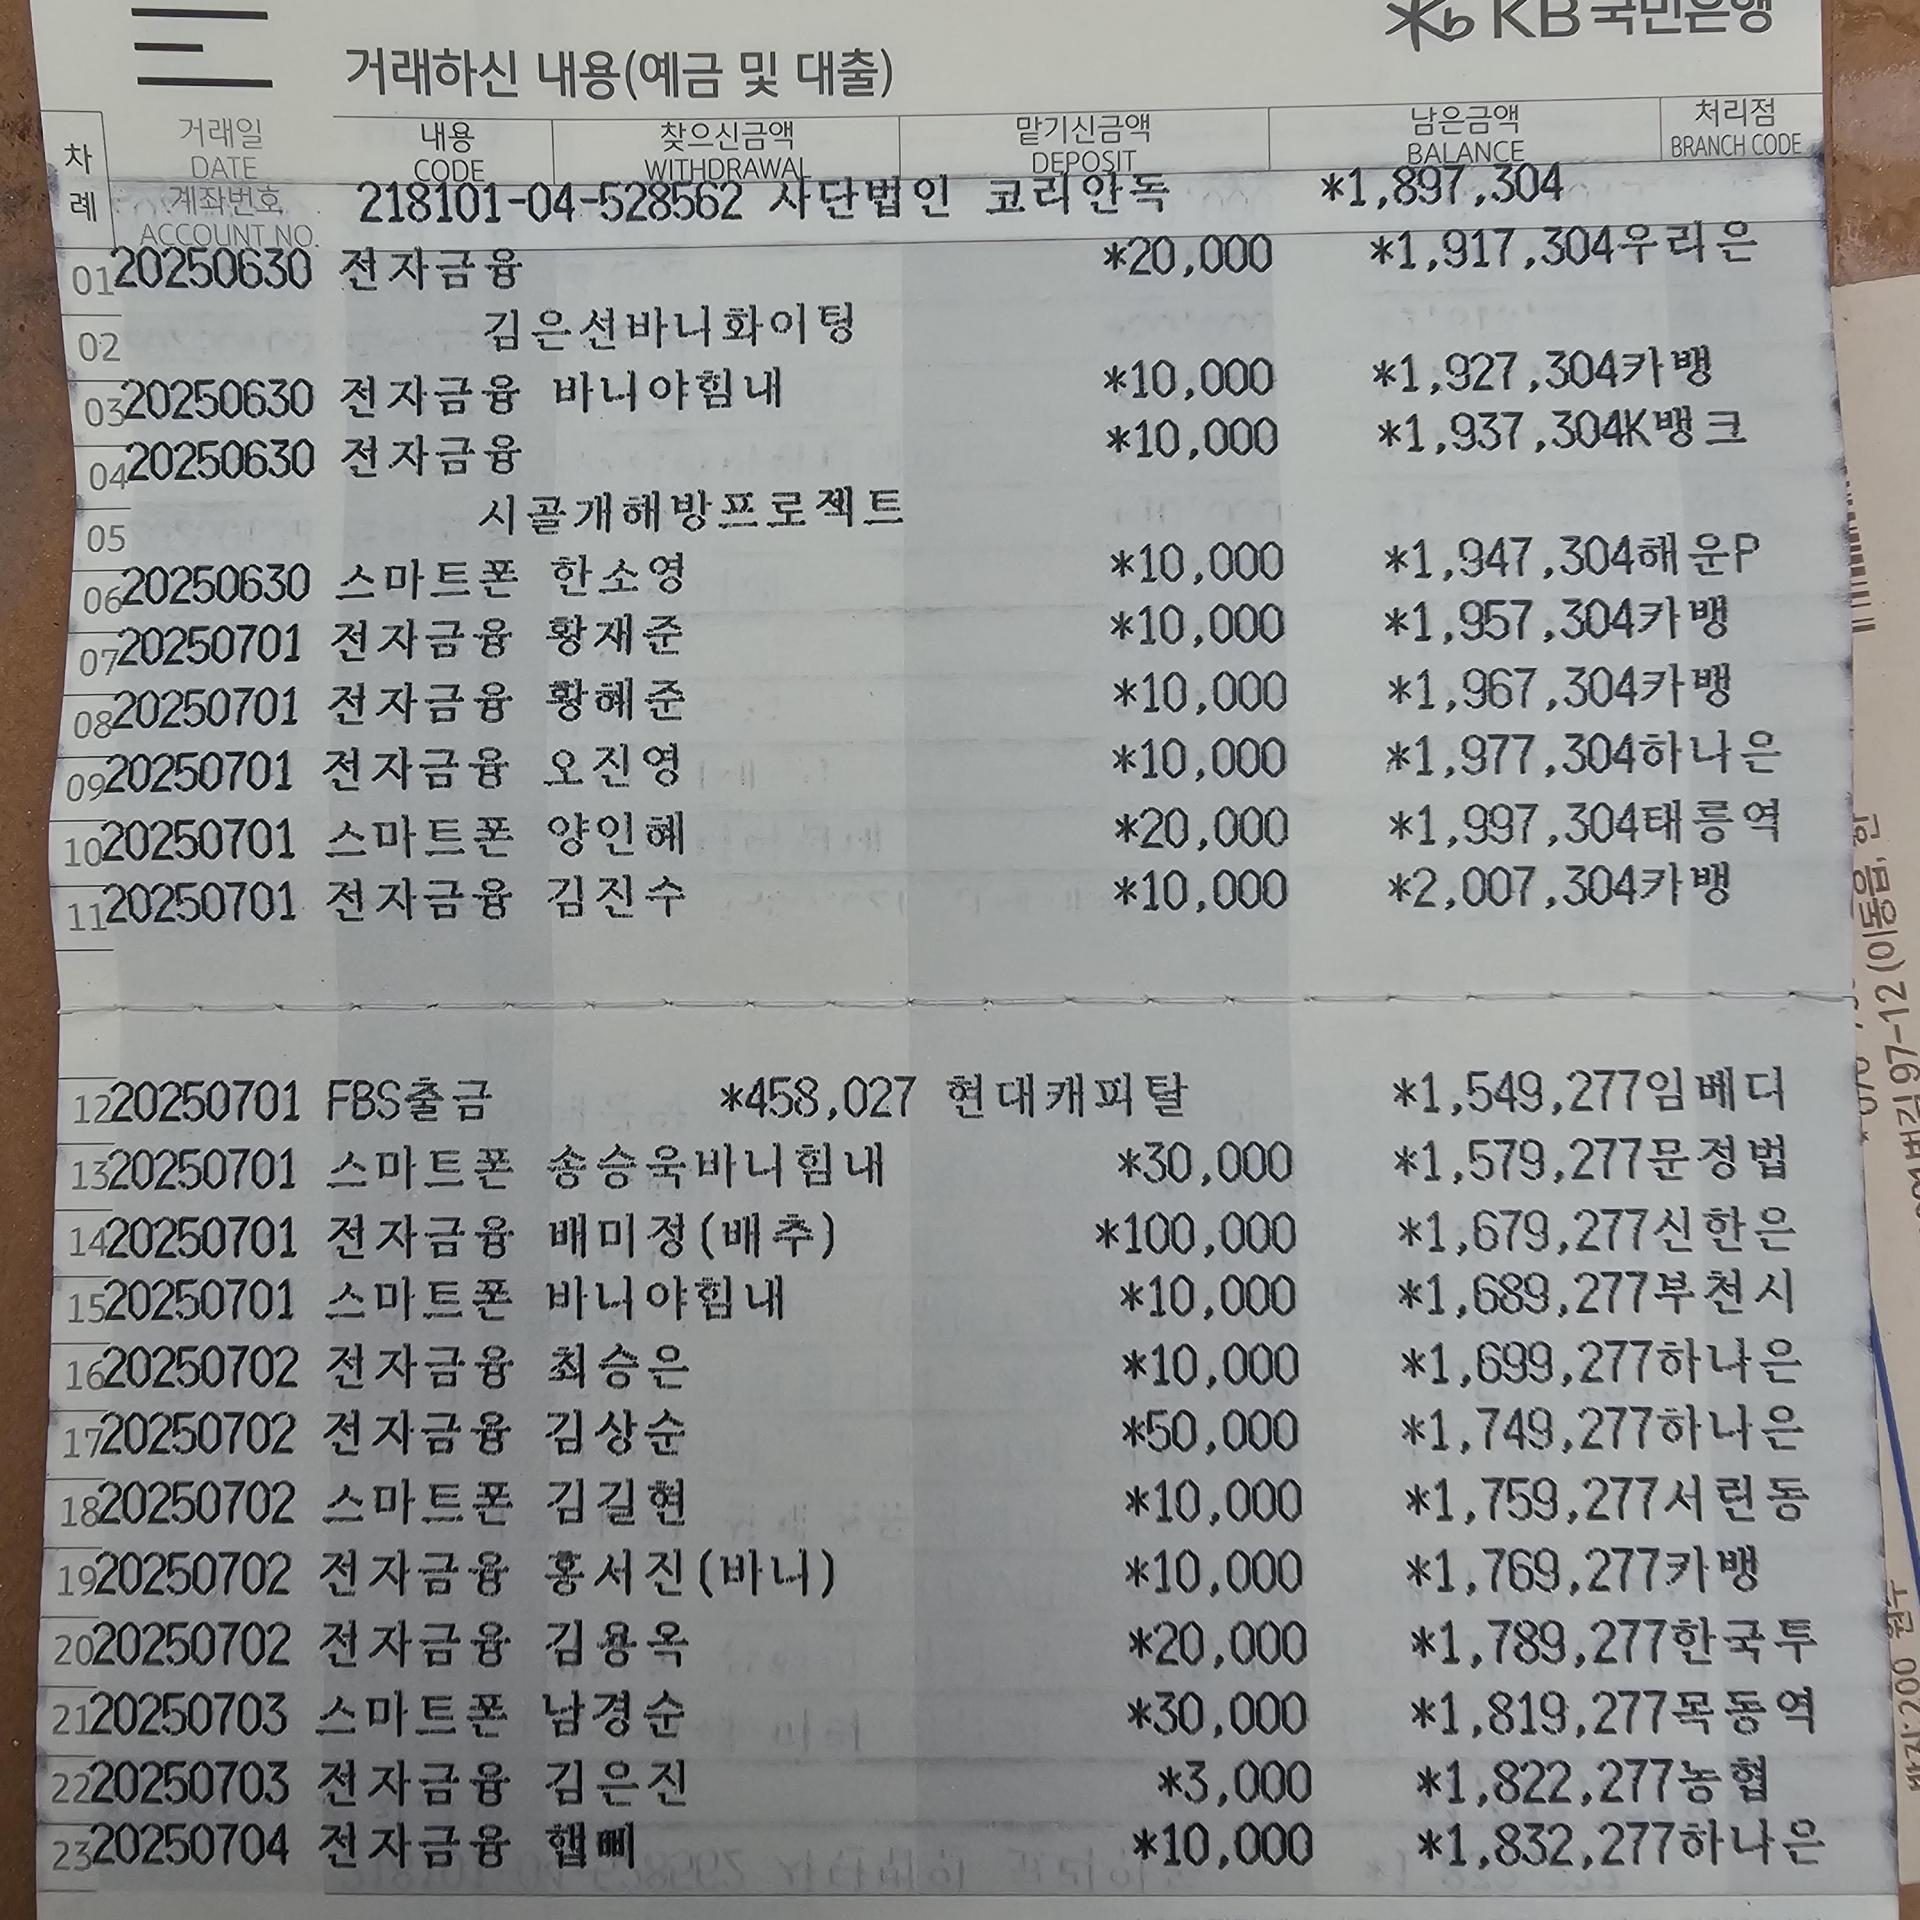 KB 국민은행
거래하신 내용(예금 및 대출)
차례 거래일 DATE 내용 CODE 찾으신금액 WITHDRAWAL 맡기신금액 DEPOSIT 남은금액 BALANCE 처리점 BRANCH CODE
계좌번호 ACCOUNT NO. 218101-04-528562 사단법인 코리안독 *1,897,304
01 20250630 전자금융 *20,000 *1,917,304우리은
02 김은선바니화이팅
03 20250630 전자금융 바니야힘내 *10,000 *1,927,304카뱅
04 20250630 전자금융 *10,000 *1,937,304K뱅크
05 시골개해방프로젝트
06 20250630 스마트폰 한소영 *10,000 *1,947,304해운P
07 20250701 전자금융 황재준 *10,000 *1,957,304카뱅
08 20250701 전자금융 황혜준 *10,000 *1,967,304카뱅
09 20250701 전자금융 오진영 *10,000 *1,977,304하나은
10 20250701 스마트폰 양인혜 *20,000 *1,997,304태릉역
11 20250701 전자금융 김진수 *10,000 *2,007,304카뱅
12 20250701 FBS출금 *458,027 현대캐피탈 *1,549,277임베디
13 20250701 스마트폰 송승욱바니힘내 *30,000 *1,579,277문정법
14 20250701 전자금융 배미정(배추) *100,000 *1,679,277신한은
15 20250701 스마트폰 바니야힘내 *10,000 *1,689,277부천시
16 20250702 전자금융 최승은 *10,000 *1,699,277하나은
17 20250702 전자금융 김상순 *50,000 *1,749,277하나은
18 20250702 스마트폰 김길현 *10,000 *1,759,277서린동
19 20250702 전자금융 홍서진(바니) *10,000 *1,769,277카뱅
20 20250702 전자금융 김용옥 *20,000 *1,789,277한국투
21 20250703 스마트폰 남경순 *30,000 *1,819,277목동역
22 20250703 전자금융 김은진 *3,000 *1,822,277농협
23 20250704 전자금융 햅삐 *10,000 *1,832,277하나은